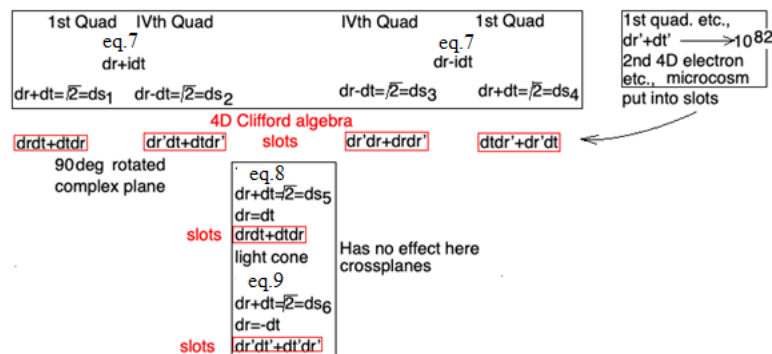 1st Quad IVth Quad IVth Quad 1st Quad
eq.7 eq.7
dr+idt dr-idt
dr+dt=√2=ds1 dr-dt=√2=ds2 dr-dt=√2=ds3 dr+dt=√2=ds4
1st quad. etc.,
dr'+dt' ⟶10^82
2nd 4D electron
etc., microcosm
put into slots
4D Clifford algebra
slots
drdt+dtdr dr'dt+dtdr' dr'dr+drdr' dtdr'+dr'dt
90deg rotated
complex plane
eq.8
dr+dt=√2=ds5
dr=dt
slots drdt+dtdr
light cone
Has no effect here
crossplanes
eq.9
dr+dt=√2=ds6
dr=-dt
slots dr'dt'+dt'dr'